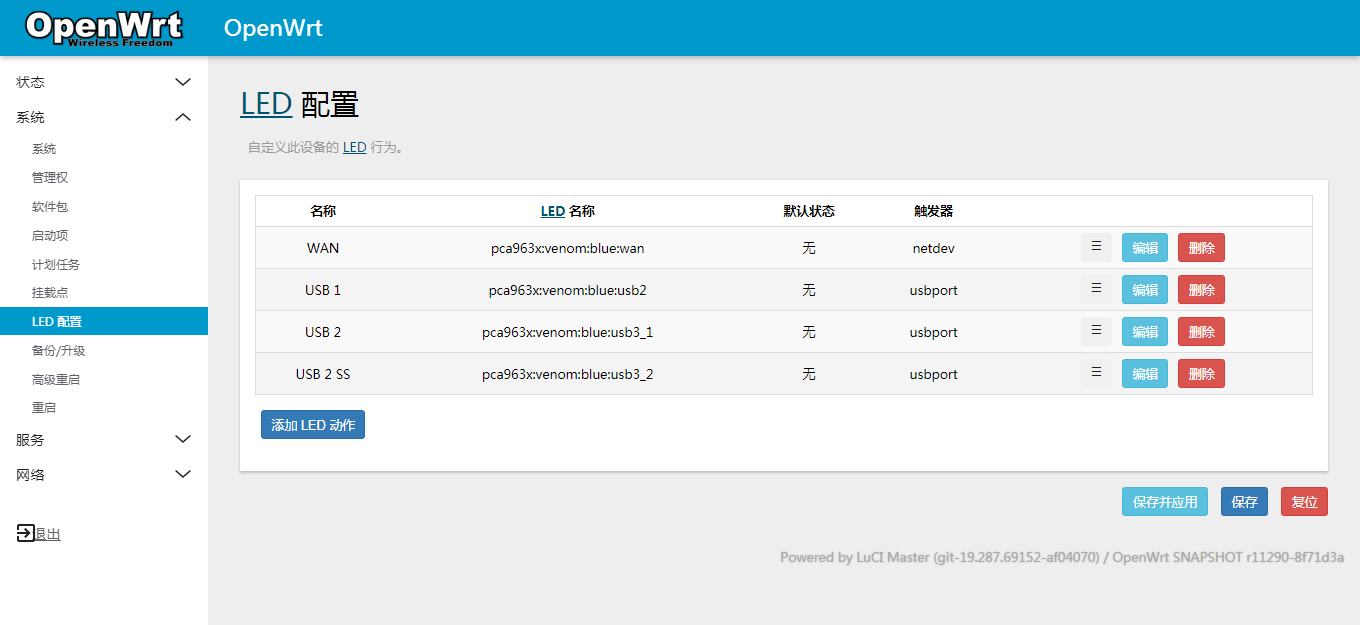 OpenWrt
Wireless Freedom
OpenWrt
状态
系统
系统
管理权
软件包
启动项
计划任务
挂载点
LED 配置
备份/升级
高级重启
重启
服务
网络
退出
LED 配置
自定义此设备的 LED 行为。
名称 LED 名称 默认状态 触发器
WAN pca963x:venom:blue:wan 无 netdev ☰ 编辑 删除
USB 1 pca963x:venom:blue:usb2 无 usbport ☰ 编辑 删除
USB 2 pca963x:venom:blue:usb3_1 无 usbport ☰ 编辑 删除
USB 2 SS pca963x:venom:blue:usb3_2 无 usbport ☰ 编辑 删除
添加 LED 动作
保存并应用 保存 复位
Powered by LuCI Master (git-19.287.69152-af04070) / OpenWrt SNAPSHOT r11290-8f71d3a